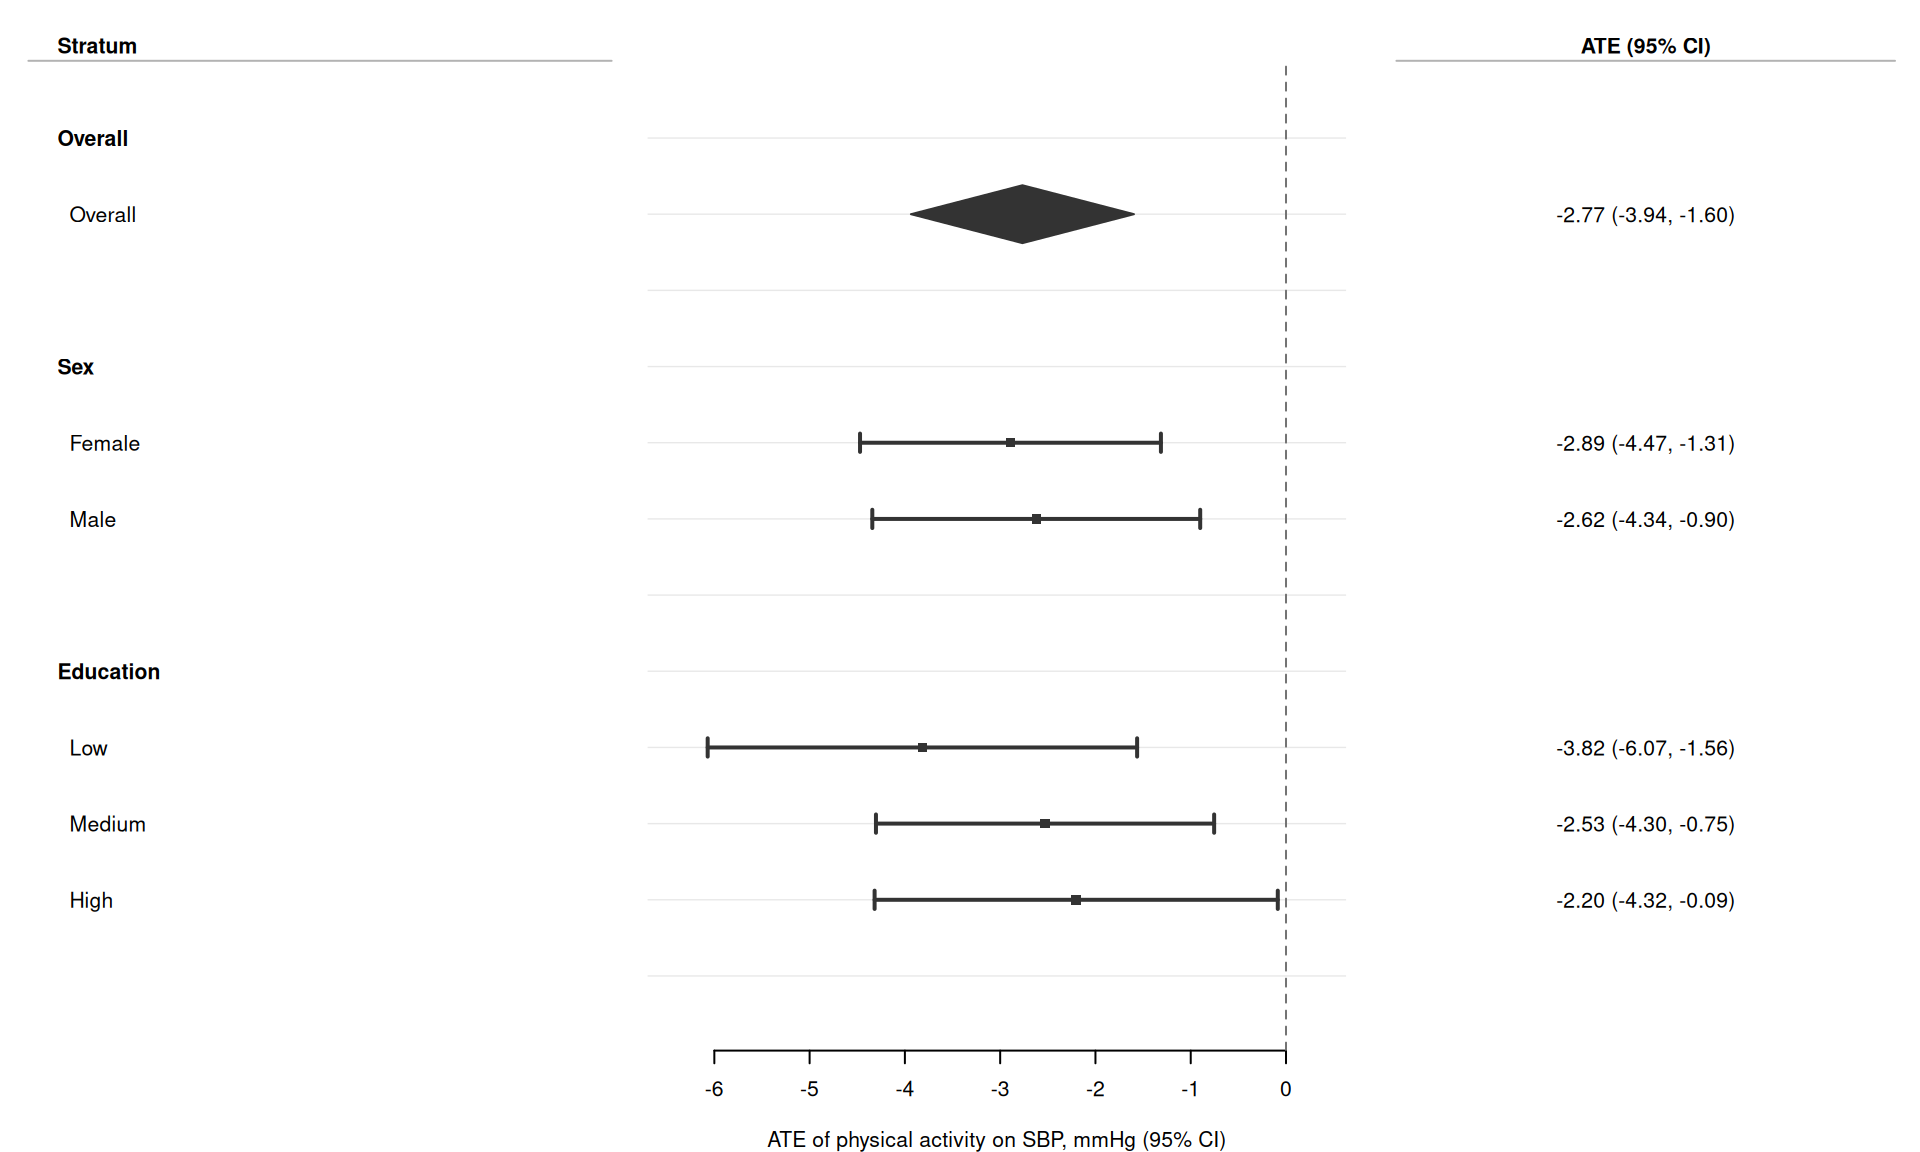 Stratum ATE (95% CI)
Overall
Overall -2.77 (-3.94, -1.60)
Sex
Female -2.89 (-4.47, -1.31)
Male -2.62 (-4.34, -0.90)
Education
Low -3.82 (-6.07, -1.56)
Medium -2.53 (-4.30, -0.75)
High -2.20 (-4.32, -0.09)
-6 -5 -4 -3 -2 -1 0
ATE of physical activity on SBP, mmHg (95% CI)